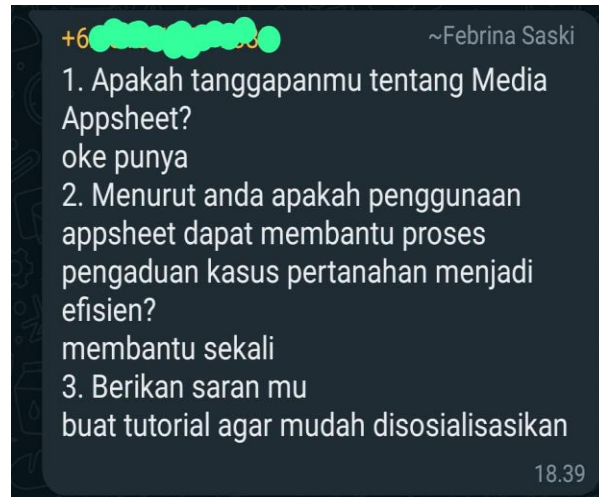 +6
~Febrina Saski
1. Apakah tanggapanmu tentang Media
Appsheet?
oke punya
2. Menurut anda apakah penggunaan
appsheet dapat membantu proses
pengaduan kasus pertanahan menjadi
efisien?
membantu sekali
3. Berikan saran mu
buat tutorial agar mudah disosialisasikan
18.39